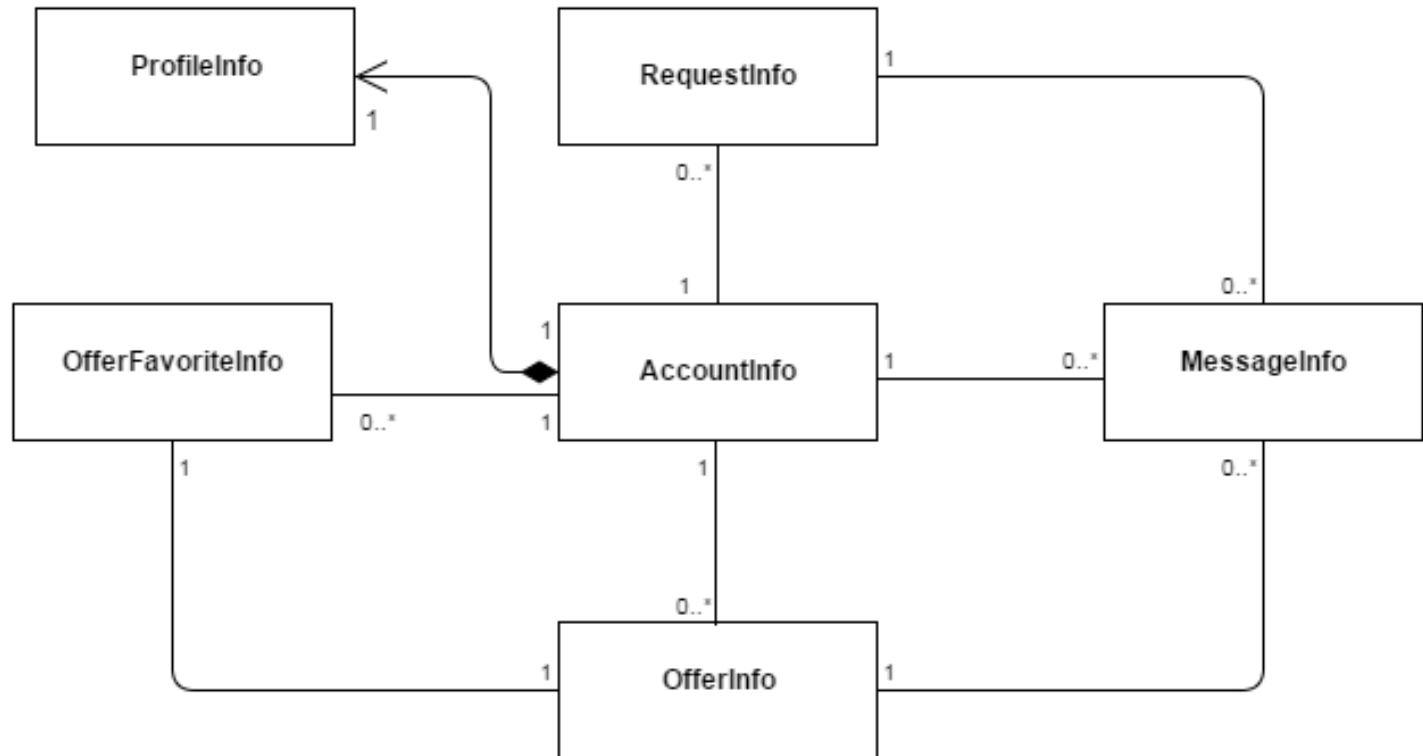 ProfileInfo
RequestInfo
1
1
0..*
1
0..*
1
1
0..*
OfferFavoriteInfo
AccountInfo
MessageInfo
0..*
1
1
1
0..*
0..*
1
1
OfferInfo